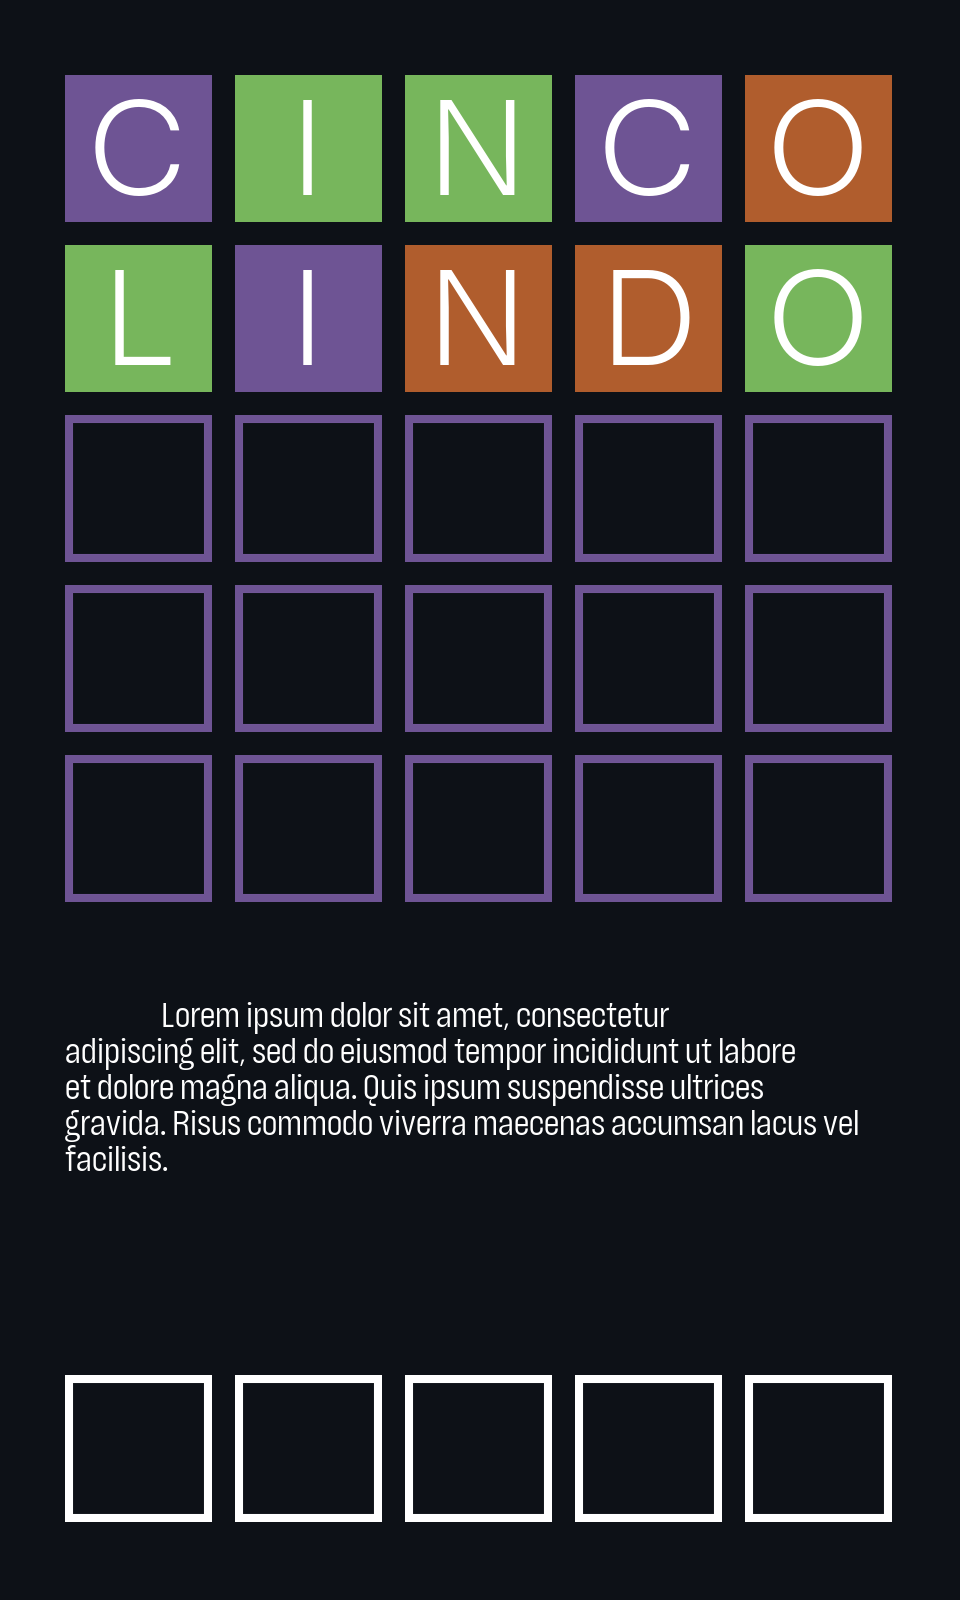 CINCO
LINDO
Lorem ipsum dolor sit amet, consectetur
adipiscing elit, sed do eiusmod tempor incididunt ut labore
et dolore magna aliqua. Quis ipsum suspendisse ultrices
gravida. Risus commodo viverra maecenas accumsan lacus vel
facilisis.